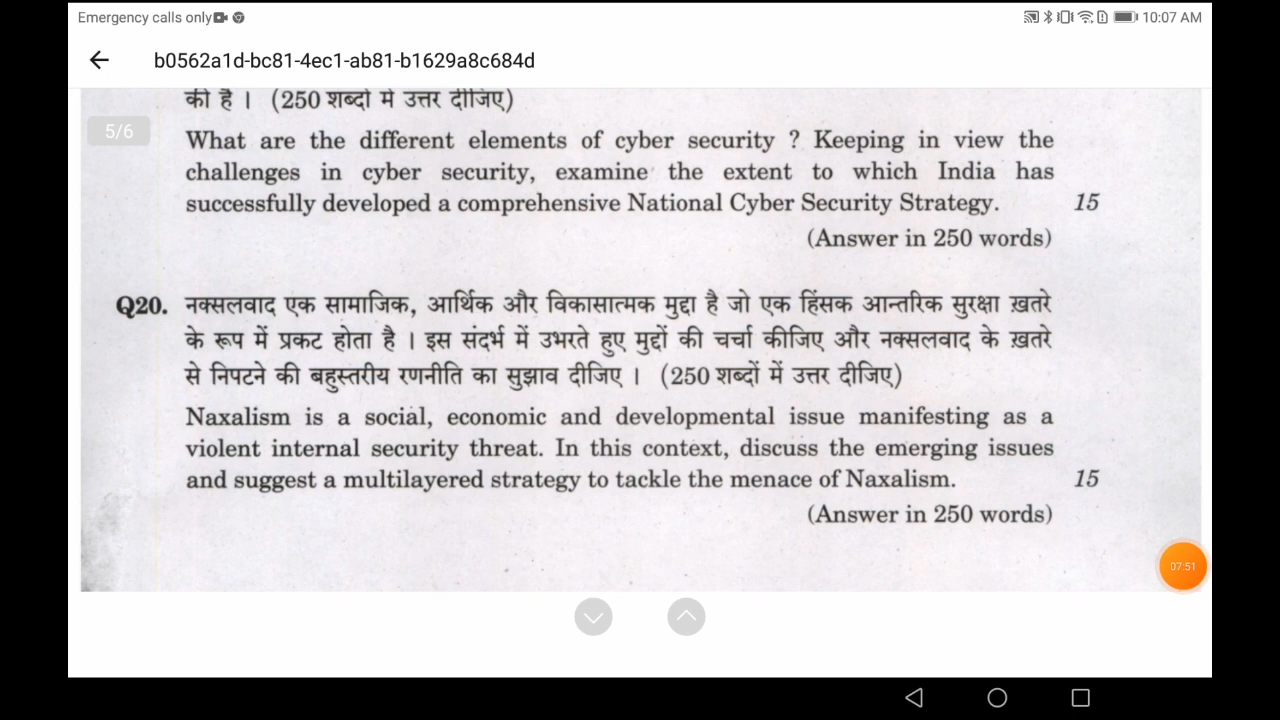 Emergency calls only
10:07 AM
b0562a1d-bc81-4ec1-ab81-b1629a8c684d
की है । (250 शब्दों में उत्तर दीजिए)
5/6
What are the different elements of cyber security ? Keeping in view the
challenges in cyber security, examine the extent to which India has
successfully developed a comprehensive National Cyber Security Strategy. 15
(Answer in 250 words)
Q20. नक्सलवाद एक सामाजिक, आर्थिक और विकासात्मक मुद्दा है जो एक हिंसक आन्तरिक सुरक्षा ख़तरे
के रूप में प्रकट होता है । इस संदर्भ में उभरते हुए मुद्दों की चर्चा कीजिए और नक्सलवाद के ख़तरे
से निपटने की बहुस्तरीय रणनीति का सुझाव दीजिए । (250 शब्दों में उत्तर दीजिए)
Naxalism is a social, economic and developmental issue manifesting as a
violent internal security threat. In this context, discuss the emerging issues
and suggest a multilayered strategy to tackle the menace of Naxalism. 15
(Answer in 250 words)
07:51